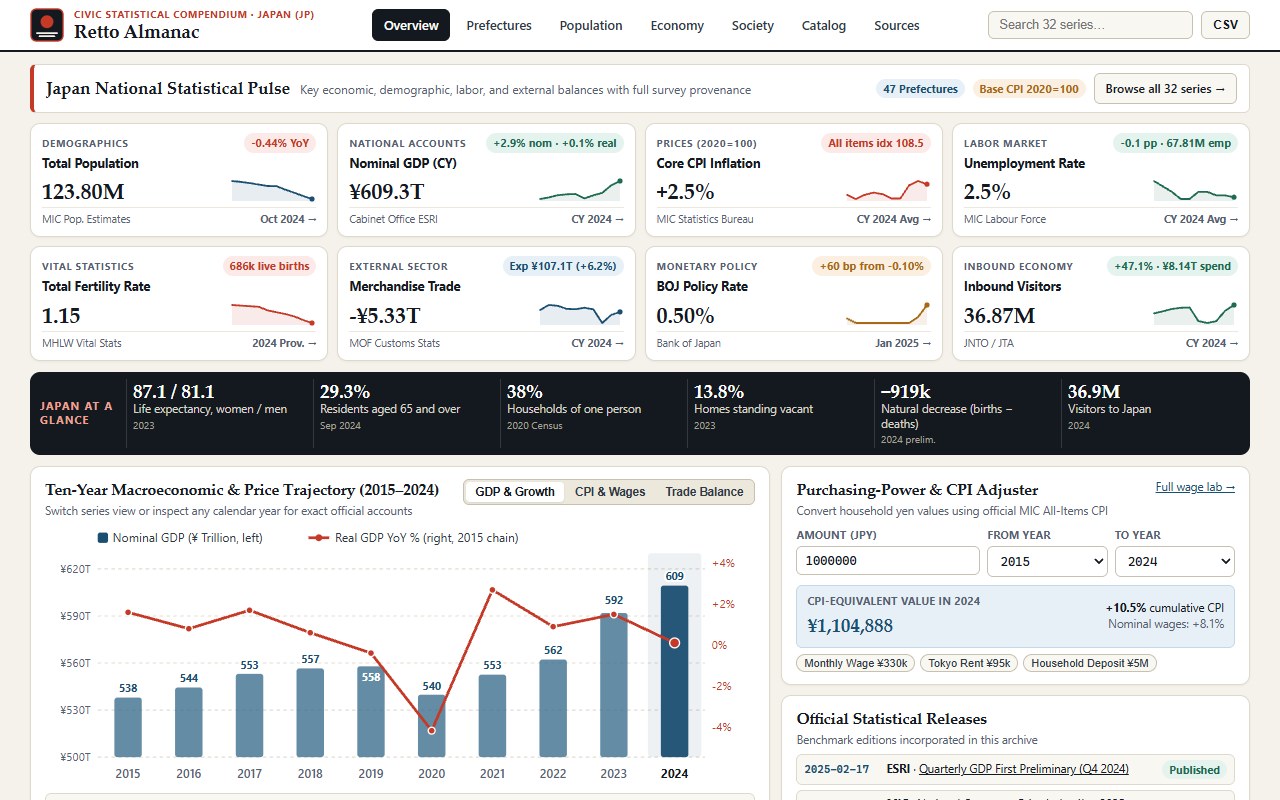 CIVIC STATISTICAL COMPENDIUM · JAPAN (JP)
Retto Almanac
Overview
Prefectures
Population
Economy
Society
Catalog
Sources
Search 32 series...
CSV
Japan National Statistical Pulse
Key economic, demographic, labor, and external balances with full survey provenance
47 Prefectures
Base CPI 2020=100
Browse all 32 series →
DEMOGRAPHICS
-0.44% YoY
Total Population
123.80M
MIC Pop. Estimates
Oct 2024 →
NATIONAL ACCOUNTS
+2.9% nom · +0.1% real
Nominal GDP (CY)
¥609.3T
Cabinet Office ESRI
CY 2024 →
PRICES (2020=100)
All items idx 108.5
Core CPI Inflation
+2.5%
MIC Statistics Bureau
CY 2024 Avg →
LABOR MARKET
-0.1 pp · 67.81M emp
Unemployment Rate
2.5%
MIC Labour Force
CY 2024 Avg →
VITAL STATISTICS
686k live births
Total Fertility Rate
1.15
MHLW Vital Stats
2024 Prov. →
EXTERNAL SECTOR
Exp ¥107.1T (+6.2%)
Merchandise Trade
-¥5.33T
MOF Customs Stats
CY 2024 →
MONETARY POLICY
+60 bp from -0.10%
BOJ Policy Rate
0.50%
Bank of Japan
Jan 2025 →
INBOUND ECONOMY
+47.1% · ¥8.14T spend
Inbound Visitors
36.87M
JNTO / JTA
CY 2024 →
JAPAN AT A
GLANCE
87.1 / 81.1
Life expectancy, women / men
2023
29.3%
Residents aged 65 and over
Sep 2024
38%
Households of one person
2020 Census
13.8%
Homes standing vacant
2023
−919k
Natural decrease (births −
deaths)
2024 prelim.
36.9M
Visitors to Japan
2024
Ten-Year Macroeconomic & Price Trajectory (2015–2024)
Switch series view or inspect any calendar year for exact official accounts
GDP & Growth
CPI & Wages
Trade Balance
Nominal GDP (¥ Trillion, left)
Real GDP YoY % (right, 2015 chain)
¥620T
¥590T
¥560T
¥530T
¥500T
538
544
553
557
558
540
553
562
592
609
+4%
+2%
0%
-2%
-4%
2015
2016
2017
2018
2019
2020
2021
2022
2023
2024
Purchasing-Power & CPI Adjuster
Full wage lab →
Convert household yen values using official MIC All-Items CPI
AMOUNT (JPY)
FROM YEAR
TO YEAR
1000000
2015
2024
CPI-EQUIVALENT VALUE IN 2024
¥1,104,888
+10.5% cumulative CPI
Nominal wages: +8.1%
Monthly Wage ¥330k
Tokyo Rent ¥95k
Household Deposit ¥5M
Official Statistical Releases
Benchmark editions incorporated in this archive
2025-02-17
ESRI · Quarterly GDP First Preliminary (Q4 2024)
Published